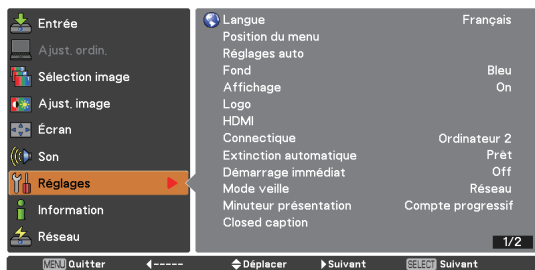 Entrée
Ajust. ordin.
Sélection image
Ajust. image
Écran
Son
Réglages
Information
Réseau
Langue Français
Position du menu
Réglages auto
Fond Bleu
Affichage On
Logo
HDMI
Connectique Ordinateur 2
Extinction automatique Prêt
Démarrage immédiat Off
Mode veille Réseau
Minuteur présentation Compte progressif
Closed caption
1/2
MENU Quitter ----- Déplacer Suivant SELECT Suivant